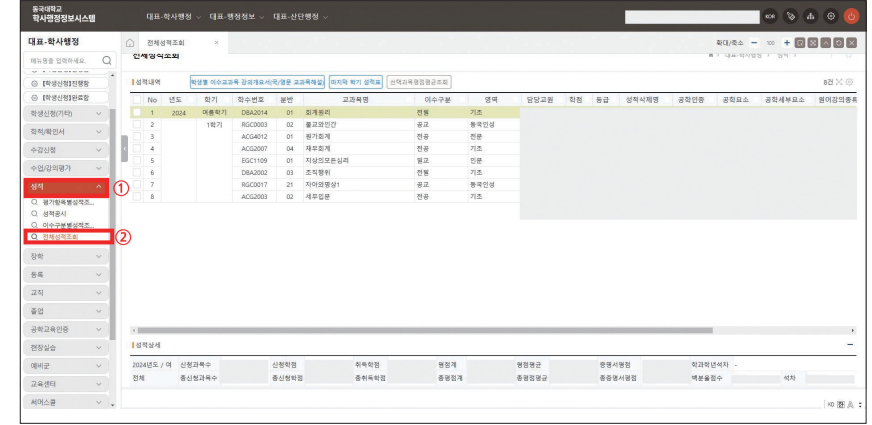 동국대학교
학사행정정보시스템
대표-학사행정 대표-행정정보 대표-산단행정
KOR
대표-학사행정
메뉴명을 입력하세요.
전체성적조회 ×
확대/축소 − 100 +
전체성적조회
[학생신청]진행함
[학생신청]완료함
학생신청(기타)
학적/확인서
수강신청
수업/강의평가
성적
①
평가항목별성적조...
성적공시
이수구분별성적조...
전체성적조회
②
장학
등록
교직
졸업
공학교육인증
현장실습
예비군
교육센터
써머스쿨
성적내역
학생별 이수교과목 강의개요서(국/영문 교과목해설) 마지막 학기 성적표 선택과목평점평균조회
8건
No 년도 학기 학수번호 분반 교과목명 이수구분 영역 담당교원 학점 등급 성적삭제명 공학인증 공학요소 공학세부요소 원어강의종류
1 2024 여름학기 DBA2014 01 회계원리 전필 기초
2 1학기 RGC0003 02 불교와인간 공교 동국인성
3 ACG4012 01 원가회계 전공 전문
4 ACG2007 04 재무회계 전공 기초
5 EGC1109 01 지상의모든심리 일교 인문
6 DBA2002 03 조직행위 전필 기초
7 RGC0017 21 자아와명상1 공교 동국인성
8 ACG2003 02 세무입문 전공 기초
성적상세
2024년도 / 여 신청과목수 신청학점 취득학점 평점계 평점평균 증명서평점 학과학년석차 -
전체 총신청과목수 총신청학점 총취득학점 총평점계 총평점평균 총증명서평점 백분율점수 석차
KO